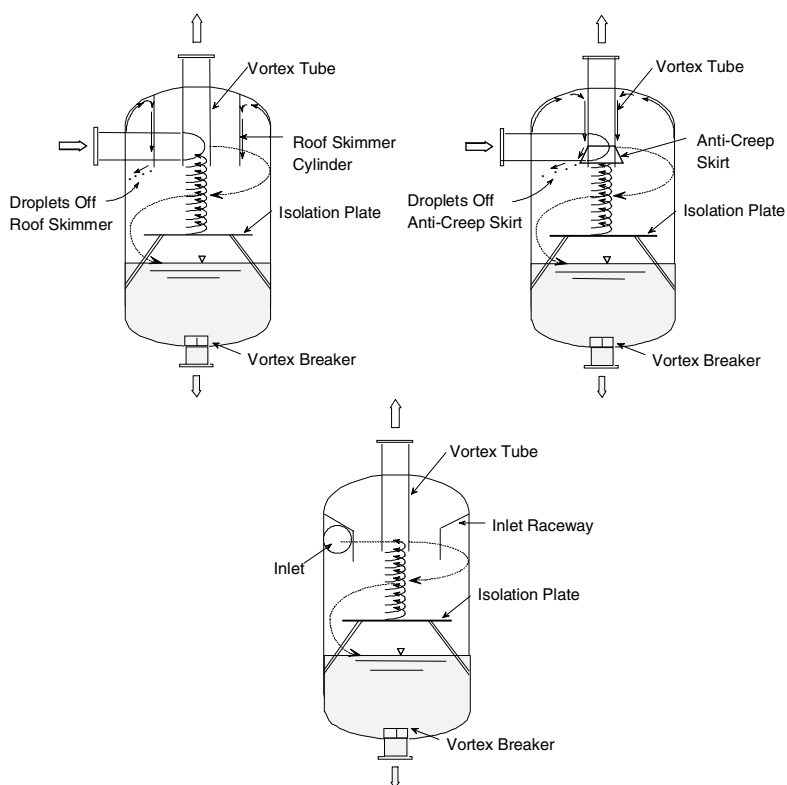 Vortex Tube
Roof Skimmer
Cylinder
Droplets Off
Roof Skimmer
Isolation Plate
Vortex Breaker
Vortex Tube
Anti-Creep
Skirt
Droplets Off
Anti-Creep Skirt
Isolation Plate
Vortex Breaker
Vortex Tube
Inlet Raceway
Inlet
Isolation Plate
Vortex Breaker